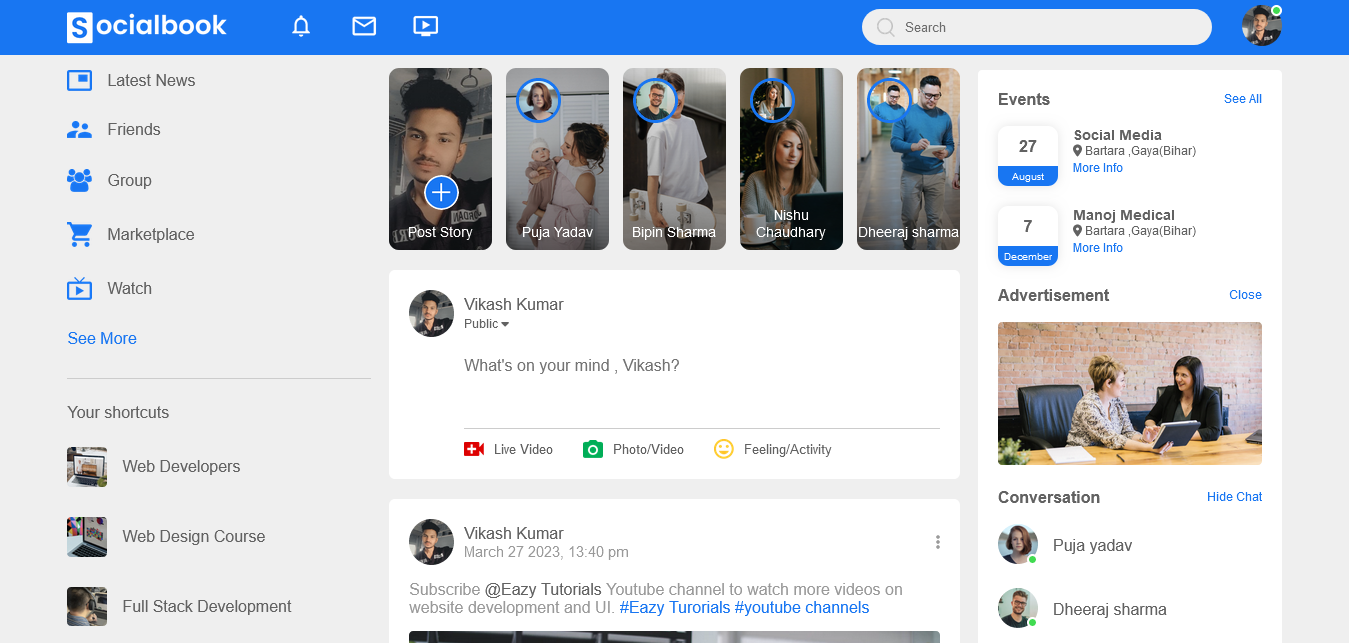 Socialbook
Search
Latest News
Friends
Group
Marketplace
Watch
See More
Your shortcuts
Web Developers
Web Design Course
Full Stack Development
Post Story
Puja Yadav
Bipin Sharma
Nishu
Chaudhary
Dheeraj sharma
Vikash Kumar
Public
What's on your mind , Vikash?
Live Video
Photo/Video
Feeling/Activity
Vikash Kumar
March 27 2023, 13:40 pm
Subscribe @Eazy Tutorials Youtube channel to watch more videos on
website development and UI. #Eazy Turorials #youtube channels
Events
See All
27
August
Social Media
Bartara ,Gaya(Bihar)
More Info
7
December
Manoj Medical
Bartara ,Gaya(Bihar)
More Info
Advertisement
Close
Conversation
Hide Chat
Puja yadav
Dheeraj sharma